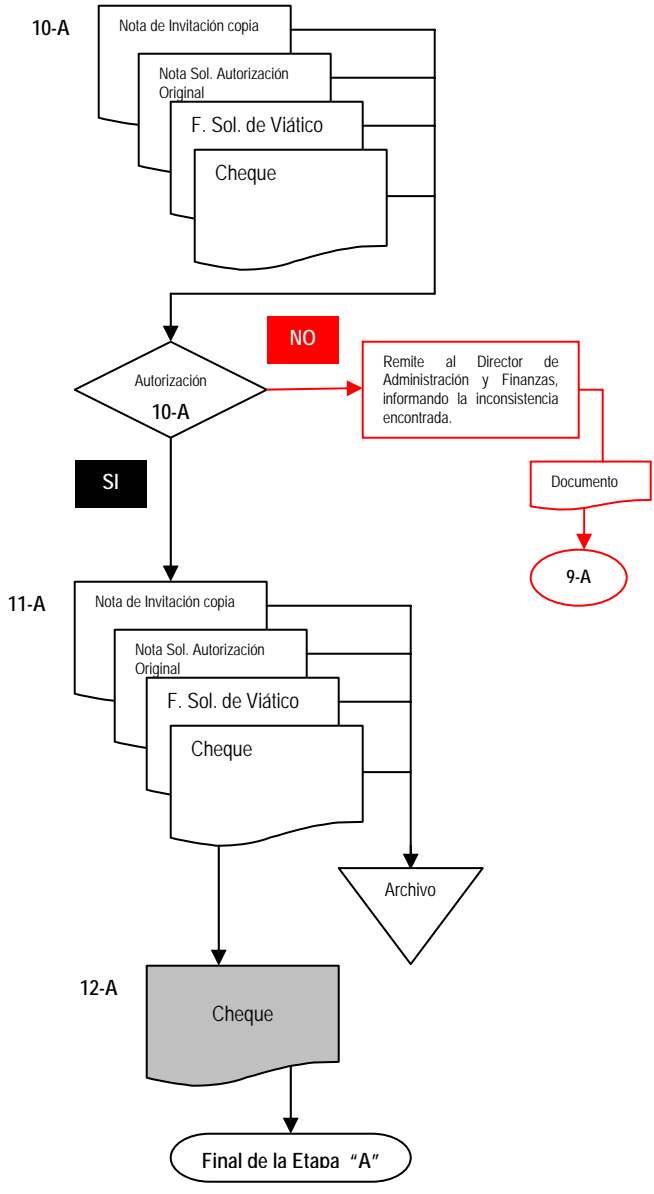 10-A
Nota de Invitación copia
Nota Sol. Autorización
Original
F. Sol. de Viático
Cheque
NO
Autorización
10-A
Remite al Director de
Administración y Finanzas,
informando la inconsistencia
encontrada.
SI
Documento
9-A
11-A
Nota de Invitación copia
Nota Sol. Autorización
Original
F. Sol. de Viático
Cheque
Archivo
12-A
Cheque
Final de la Etapa “A”